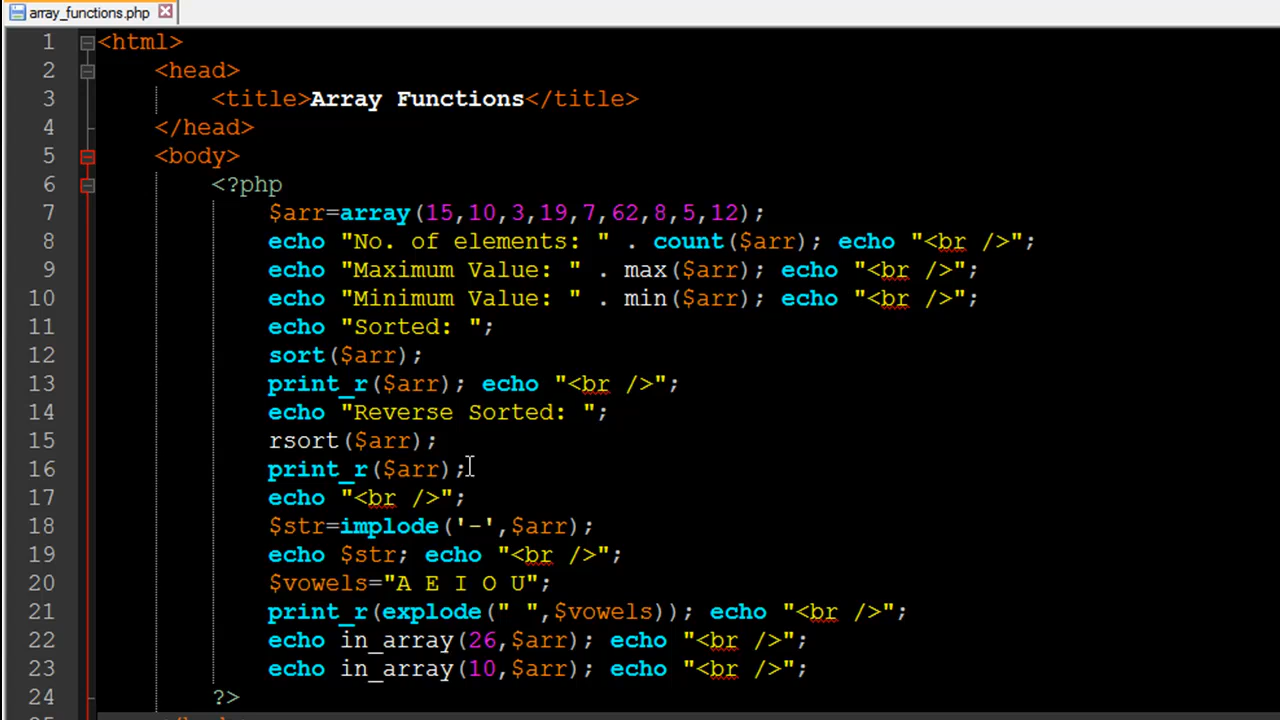 array_functions.php
1 <html>
2 <head>
3 <title>Array Functions</title>
4 </head>
5 <body>
6 <?php
7 $arr=array(15,10,3,19,7,62,8,5,12);
8 echo "No. of elements: " . count($arr); echo "<br />";
9 echo "Maximum Value: " . max($arr); echo "<br />";
10 echo "Minimum Value: " . min($arr); echo "<br />";
11 echo "Sorted: ";
12 sort($arr);
13 print_r($arr); echo "<br />";
14 echo "Reverse Sorted: ";
15 rsort($arr);
16 print_r($arr);
17 echo "<br />";
18 $str=implode('-',$arr);
19 echo $str; echo "<br />";
20 $vowels="A E I O U";
21 print_r(explode(" ",$vowels)); echo "<br />";
22 echo in_array(26,$arr); echo "<br />";
23 echo in_array(10,$arr); echo "<br />";
24 ?>